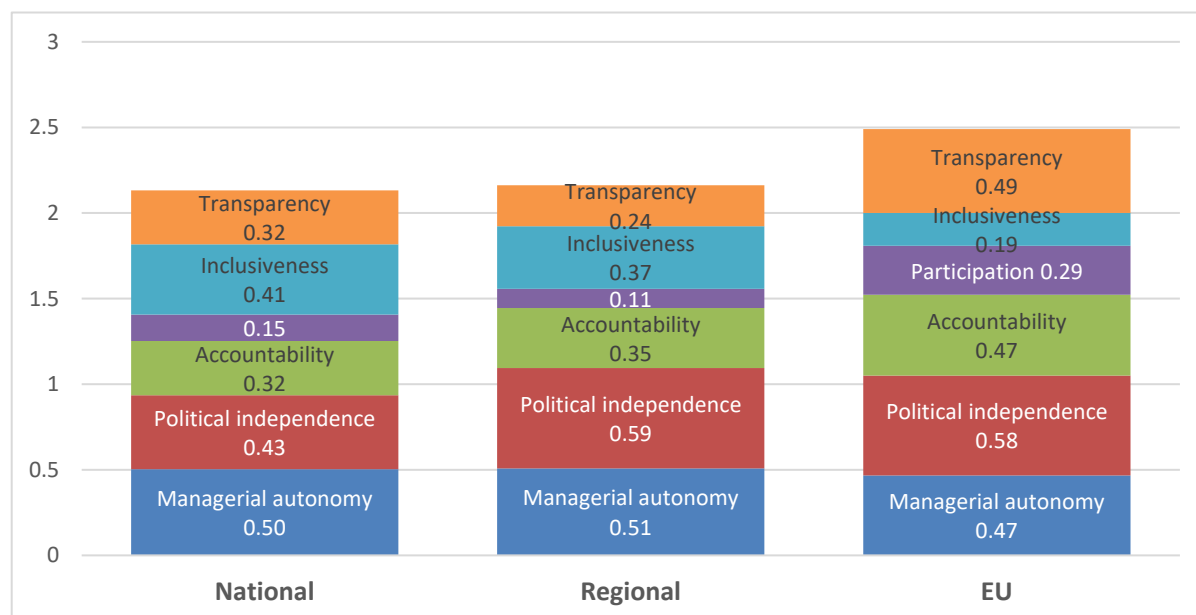 3
2.5
2
1.5
1
0.5
0
Transparency
0.32
Inclusiveness
0.41
0.15
Accountability
0.32
Political independence
0.43
Managerial autonomy
0.50
National
Transparency
0.24
Inclusiveness
0.37
0.11
Accountability
0.35
Political independence
0.59
Managerial autonomy
0.51
Regional
Transparency
0.49
Inclusiveness
0.19
Participation 0.29
Accountability
0.47
Political independence
0.58
Managerial autonomy
0.47
EU